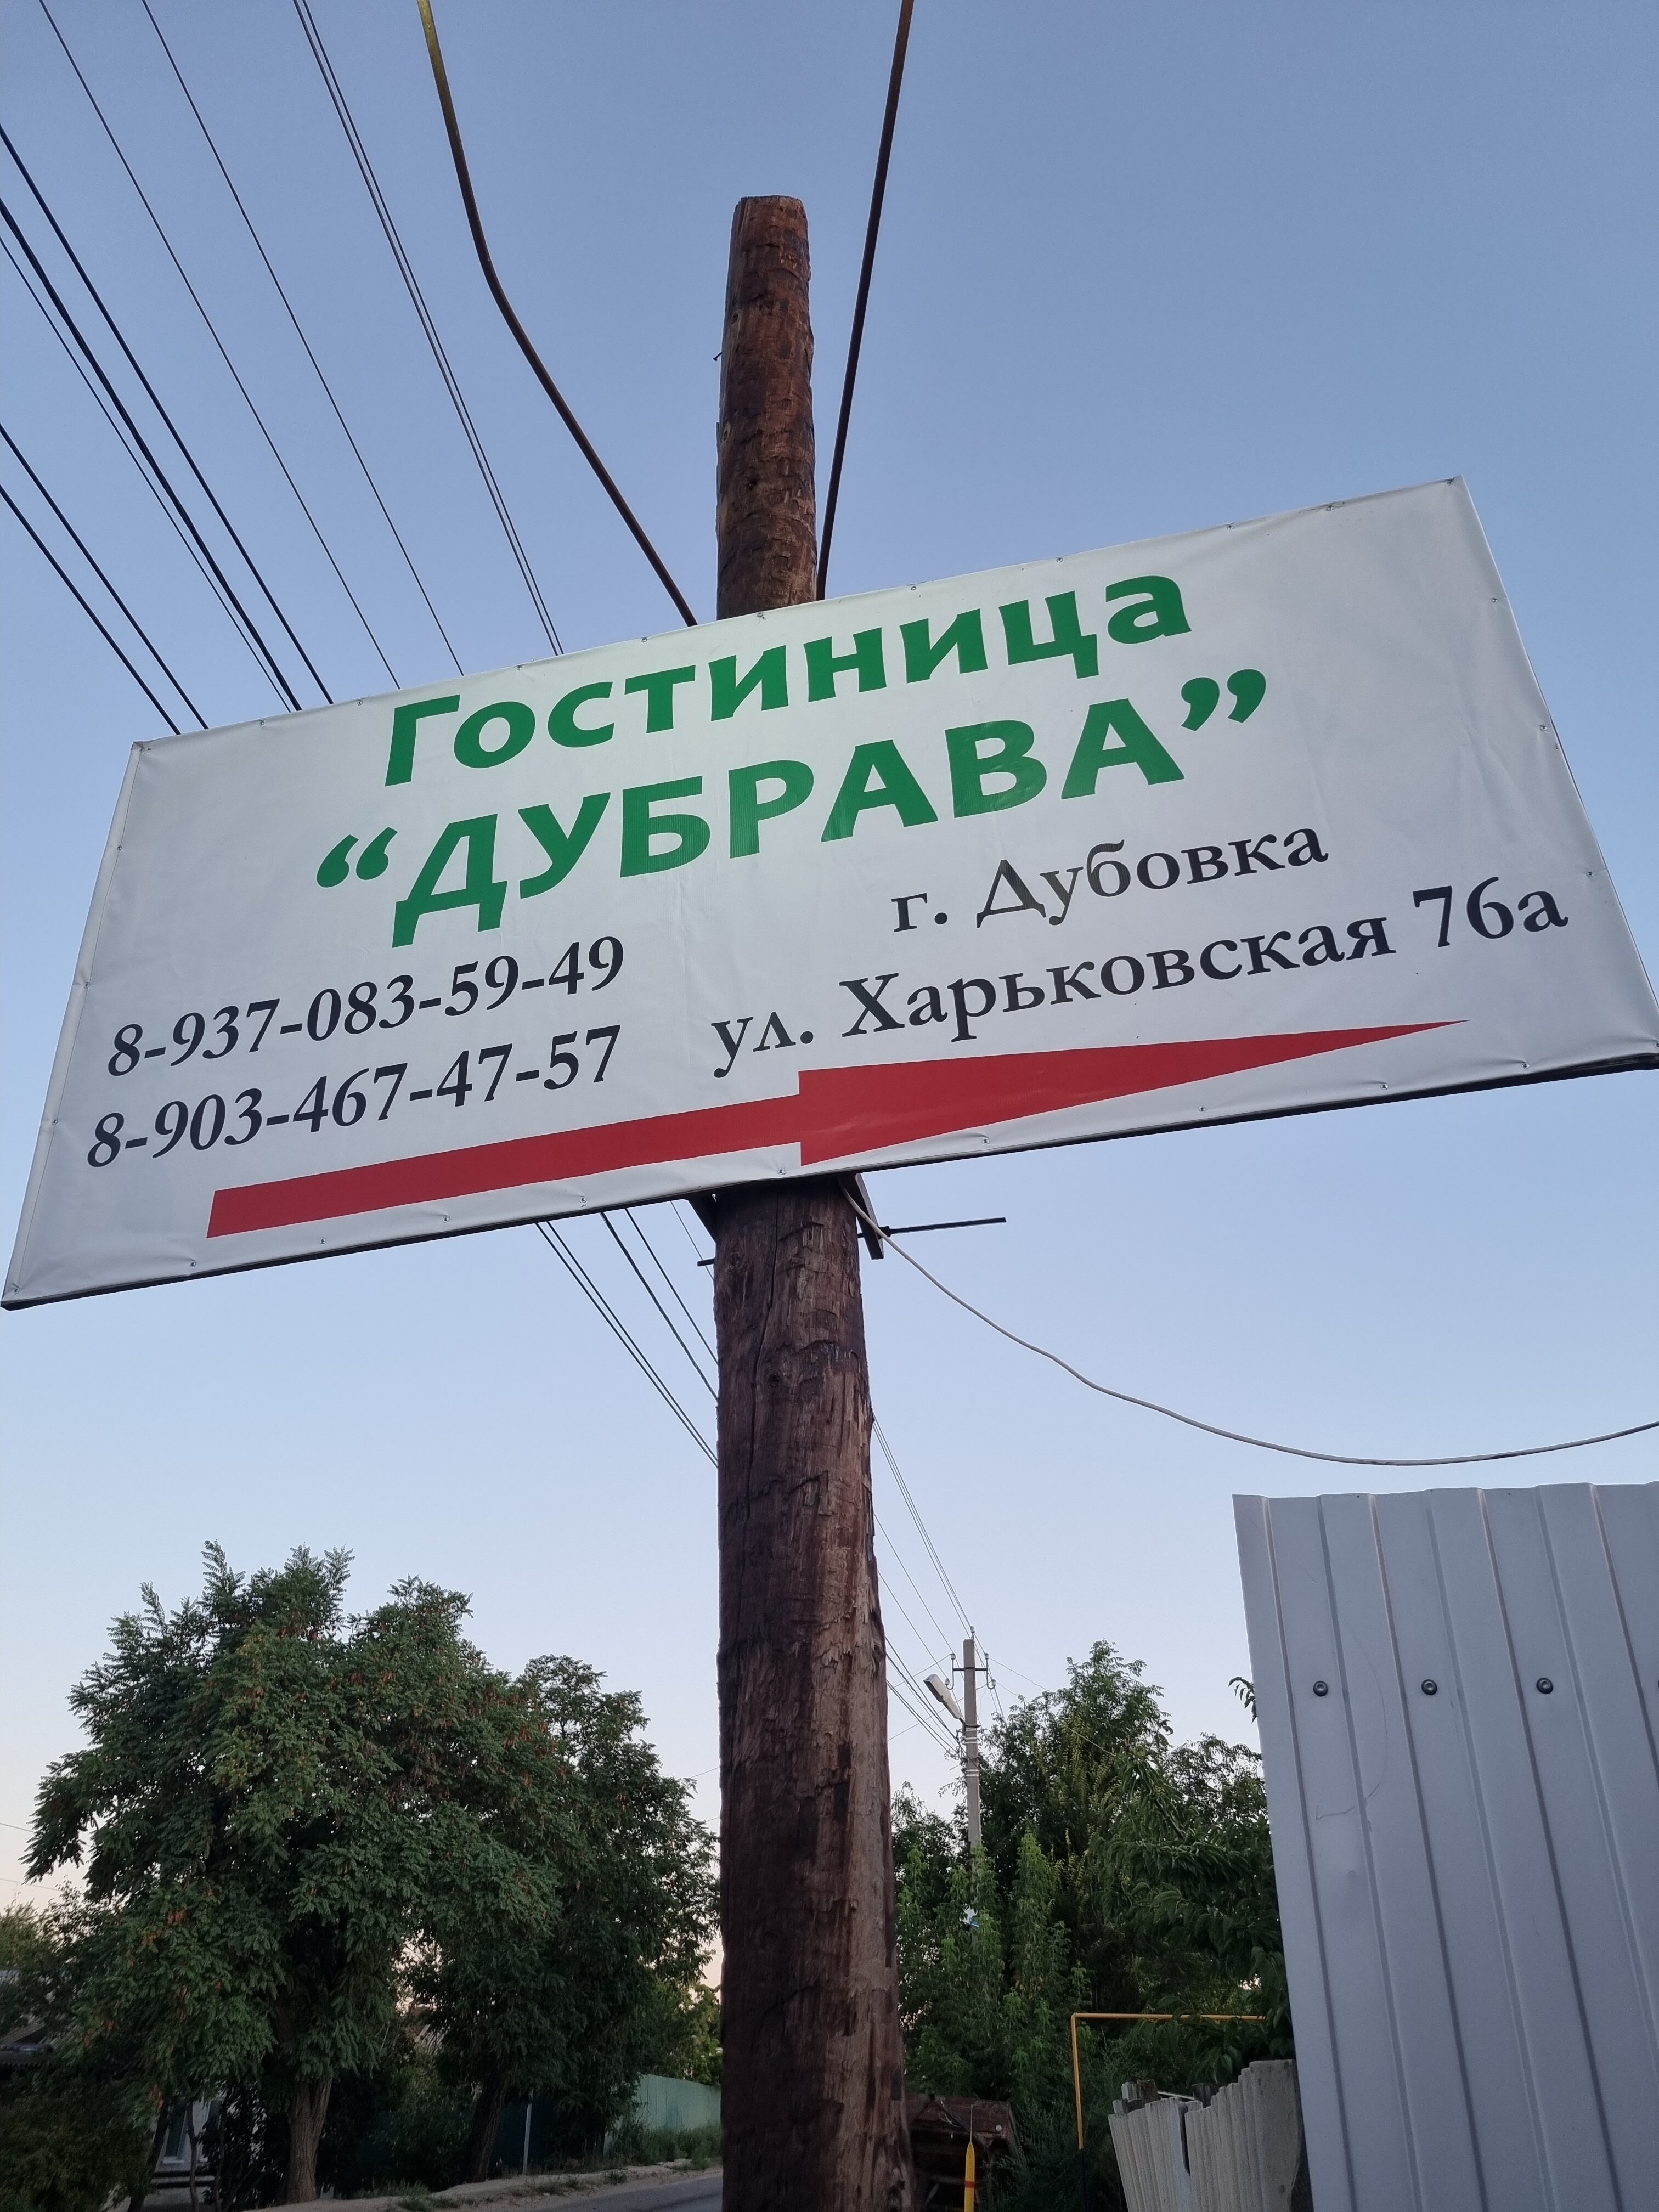 Гостиница
“ДУБРАВА”
г. Дубовка
ул. Харьковская 76а
8-937-083-59-49
8-903-467-47-57